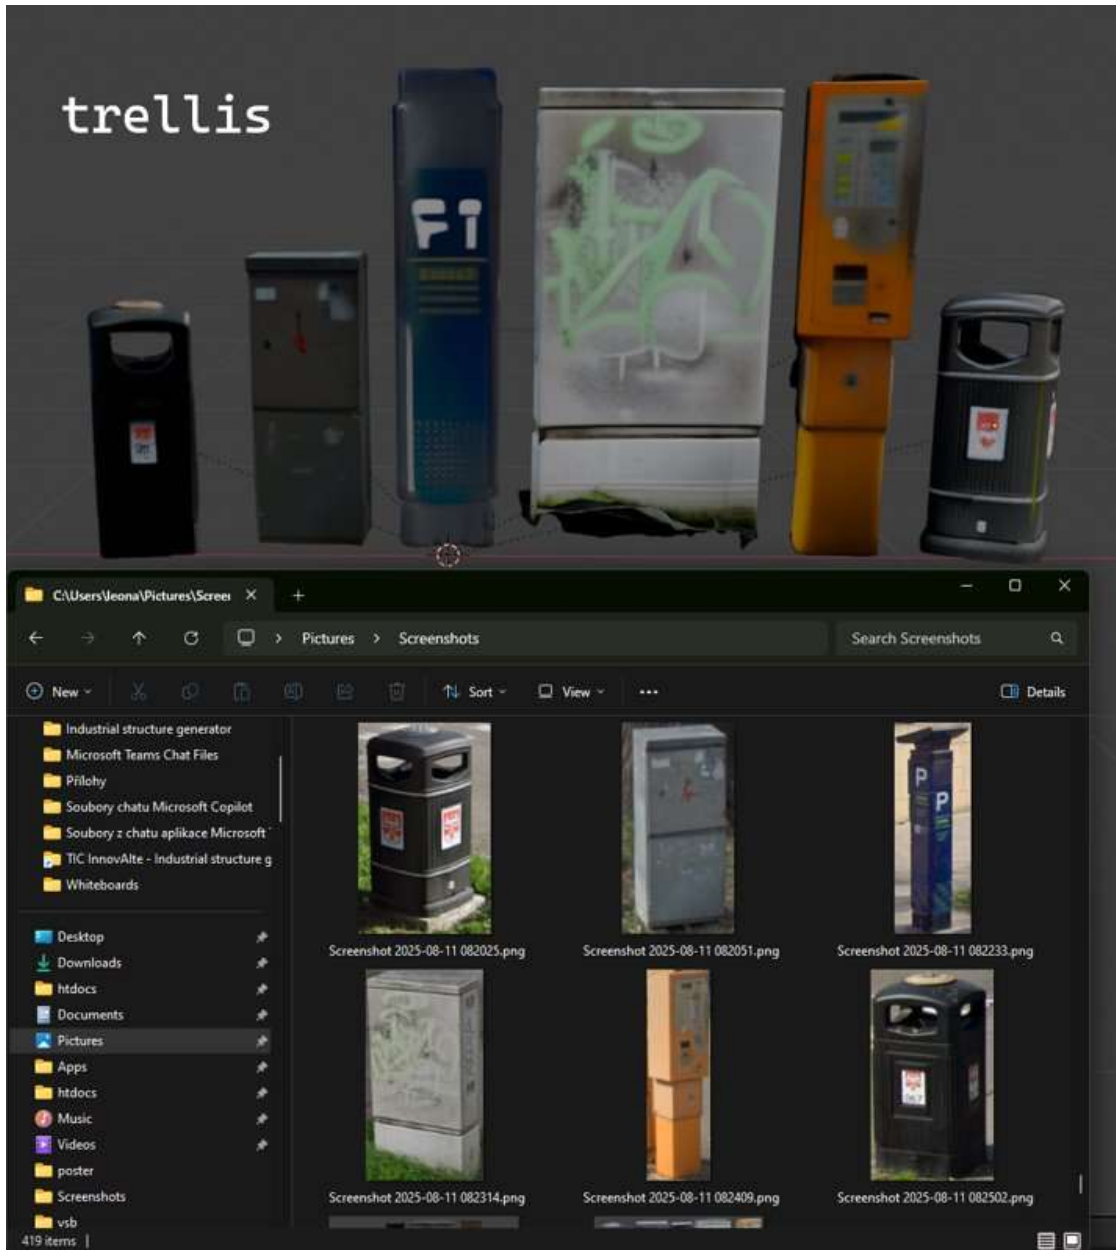 trellis
F1
C:\Users\leona\Pictures\Screer
Pictures > Screenshots
Search Screenshots
New
Sort
View
Details
Industrial structure generator
Microsoft Teams Chat Files
Přílohy
Soubory chatu Microsoft Copilot
Soubory z chatu aplikace Microsoft
TIC InnovAIte - Industrial structure g
Whiteboards
Desktop
Downloads
htdocs
Documents
Pictures
Apps
htdocs
Music
Videos
poster
Screenshots
vsb
P
P
Screenshot 2025-08-11 082025.png
Screenshot 2025-08-11 082051.png
Screenshot 2025-08-11 082233.png
Screenshot 2025-08-11 082314.png
Screenshot 2025-08-11 082409.png
Screenshot 2025-08-11 082502.png
419 items